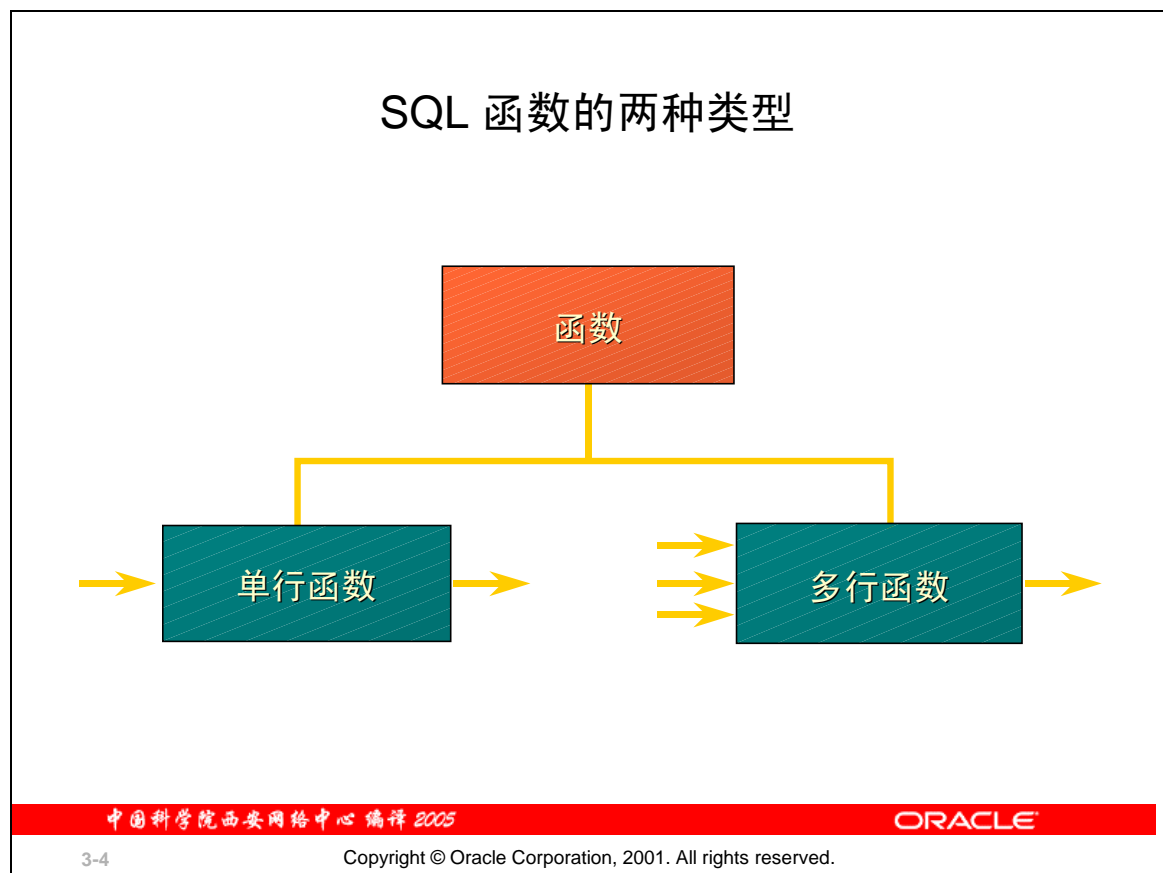 SQL 函数的两种类型
函数
单行函数
多行函数
中国科学院西安网络中心 编译 2005
ORACLE
3-4
Copyright © Oracle Corporation, 2001. All rights reserved.